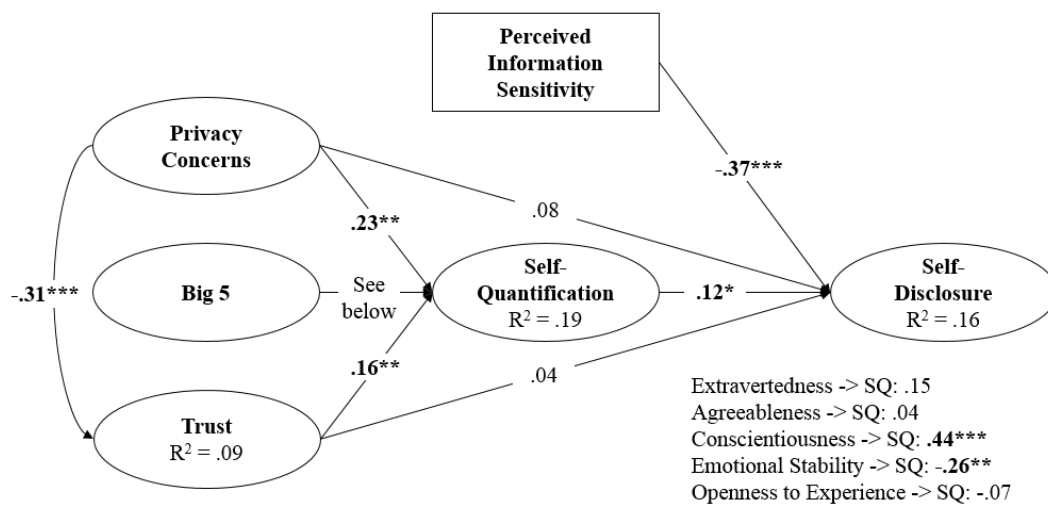 Perceived
Information
Sensitivity
Privacy
Concerns
-.37***
.23**
.08
-.31***
Big 5
See
below
Self-
Quantification
R² = .19
.12*
Self-
Disclosure
R² = .16
.16**
.04
Trust
R² = .09
Extravertedness -> SQ: .15
Agreeableness -> SQ: .04
Conscientiousness -> SQ: .44***
Emotional Stability -> SQ: -.26**
Openness to Experience -> SQ: -.07